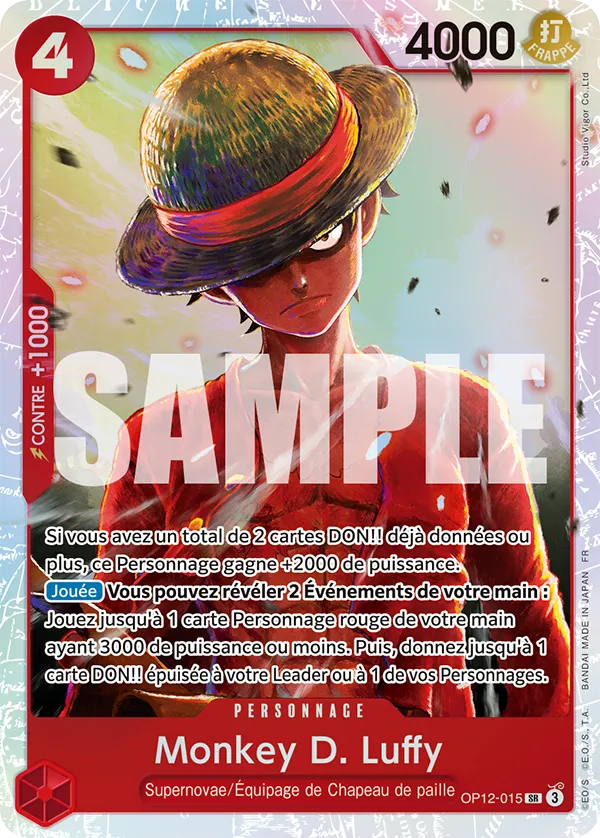 4
4000
打
FRAPPE
Studio Vigor Co.,Ltd
CONTRE +1000
SAMPLE
Si vous avez un total de 2 cartes DON!! déjà données ou
plus, ce Personnage gagne +2000 de puissance.
Jouée Vous pouvez révéler 2 Événements de votre main :
Jouez jusqu'à 1 carte Personnage rouge de votre main
ayant 3000 de puissance ou moins. Puis, donnez jusqu'à 1
carte DON!! épuisée à votre Leader ou à 1 de vos Personnages.
PERSONNAGE
Monkey D. Luffy
Supernovae/Équipage de Chapeau de paille
OP12-015 SR 3
©E.O/S ©E.O./S., T.A. BANDAI MADE IN JAPAN FR